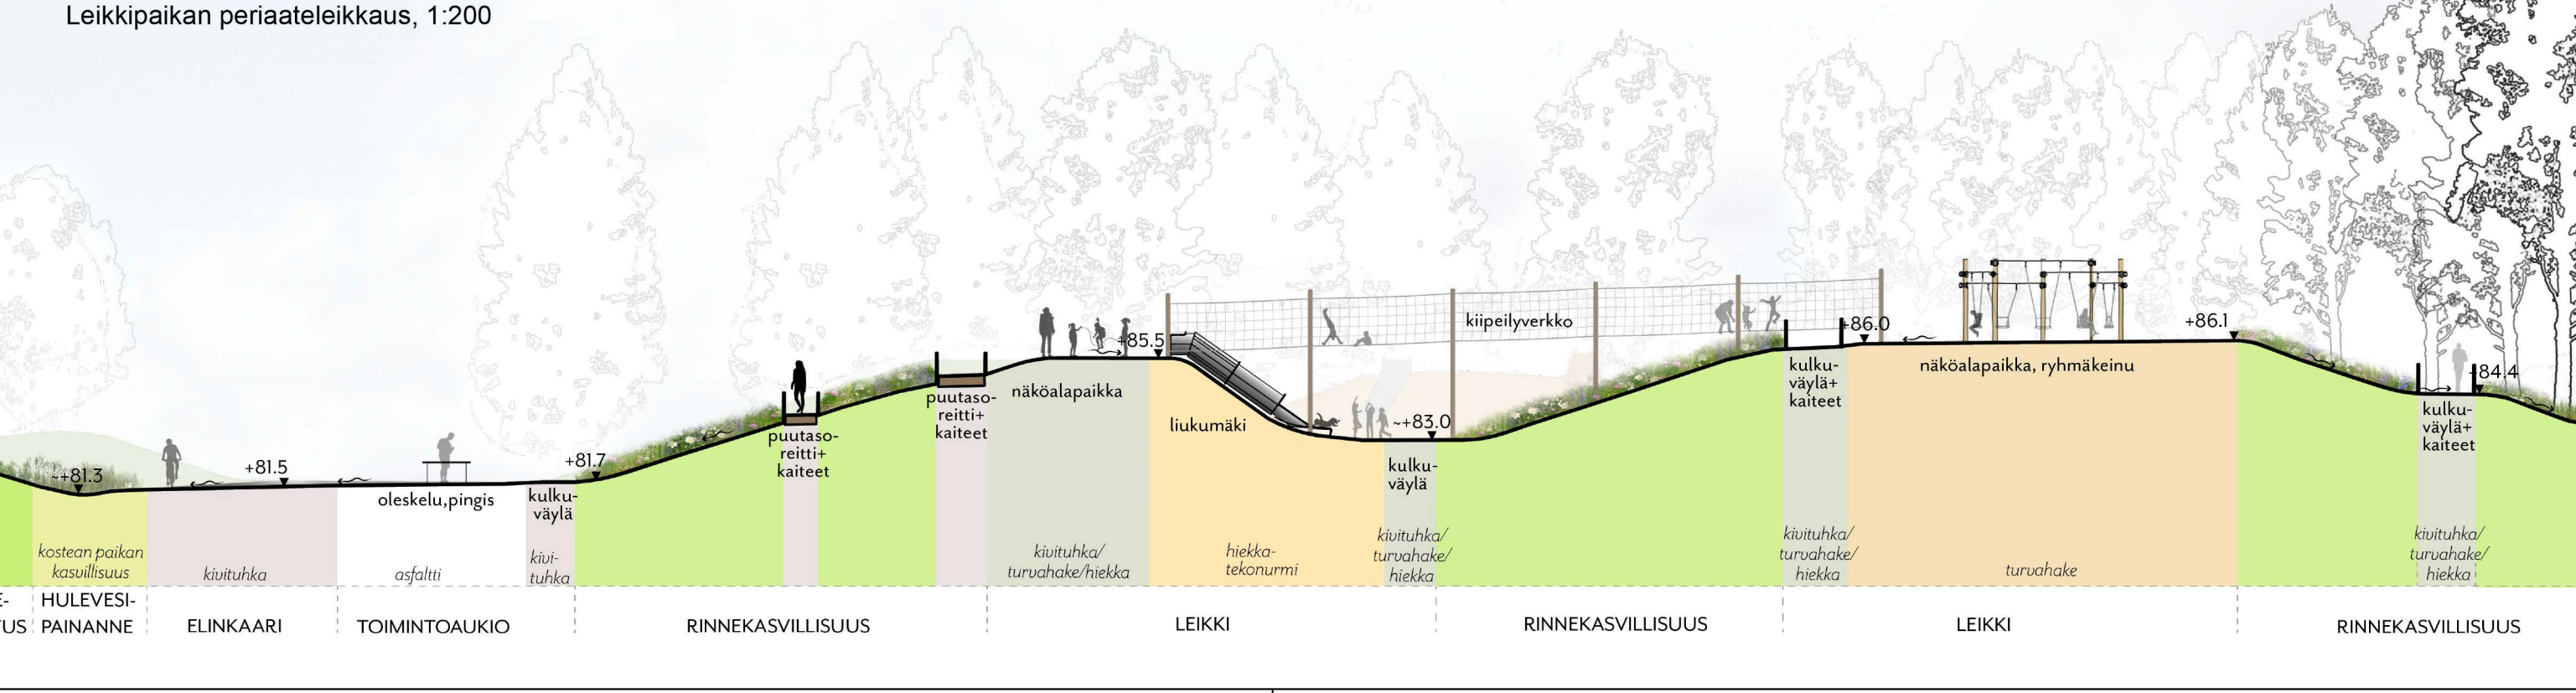 Leikkipaikan periaateleikkaus, 1:200
~+81.3
+81.5
+81.7
+85.5
~+83.0
+86.0
+86.1
+84.4
kiipeilyverkko
oleskelu,pingis
kulku-
väylä
puutaso-
reitti+
kaiteet
puutaso-
reitti+
kaiteet
näköalapaikka
liukumäki
kulku-
väylä
kulku-
väylä+
kaiteet
näköalapaikka, ryhmäkeinu
kulku-
väylä+
kaiteet
kostean paikan
kasvillisuus
kivituhka
asfaltti
kivi-
tuhka
kivituhka/
turvahake/hiekka
hiekka-
tekonurmi
kivituhka/
turvahake/
hiekka
kivituhka/
turvahake/
hiekka
turvahake
kivituhka/
turvahake/
hiekka
E-
TUS
HULEVESI-
PAINANNE
ELINKAARI
TOIMINTOAUKIO
RINNEKASVILLISUUS
LEIKKI
RINNEKASVILLISUUS
LEIKKI
RINNEKASVILLISUUS